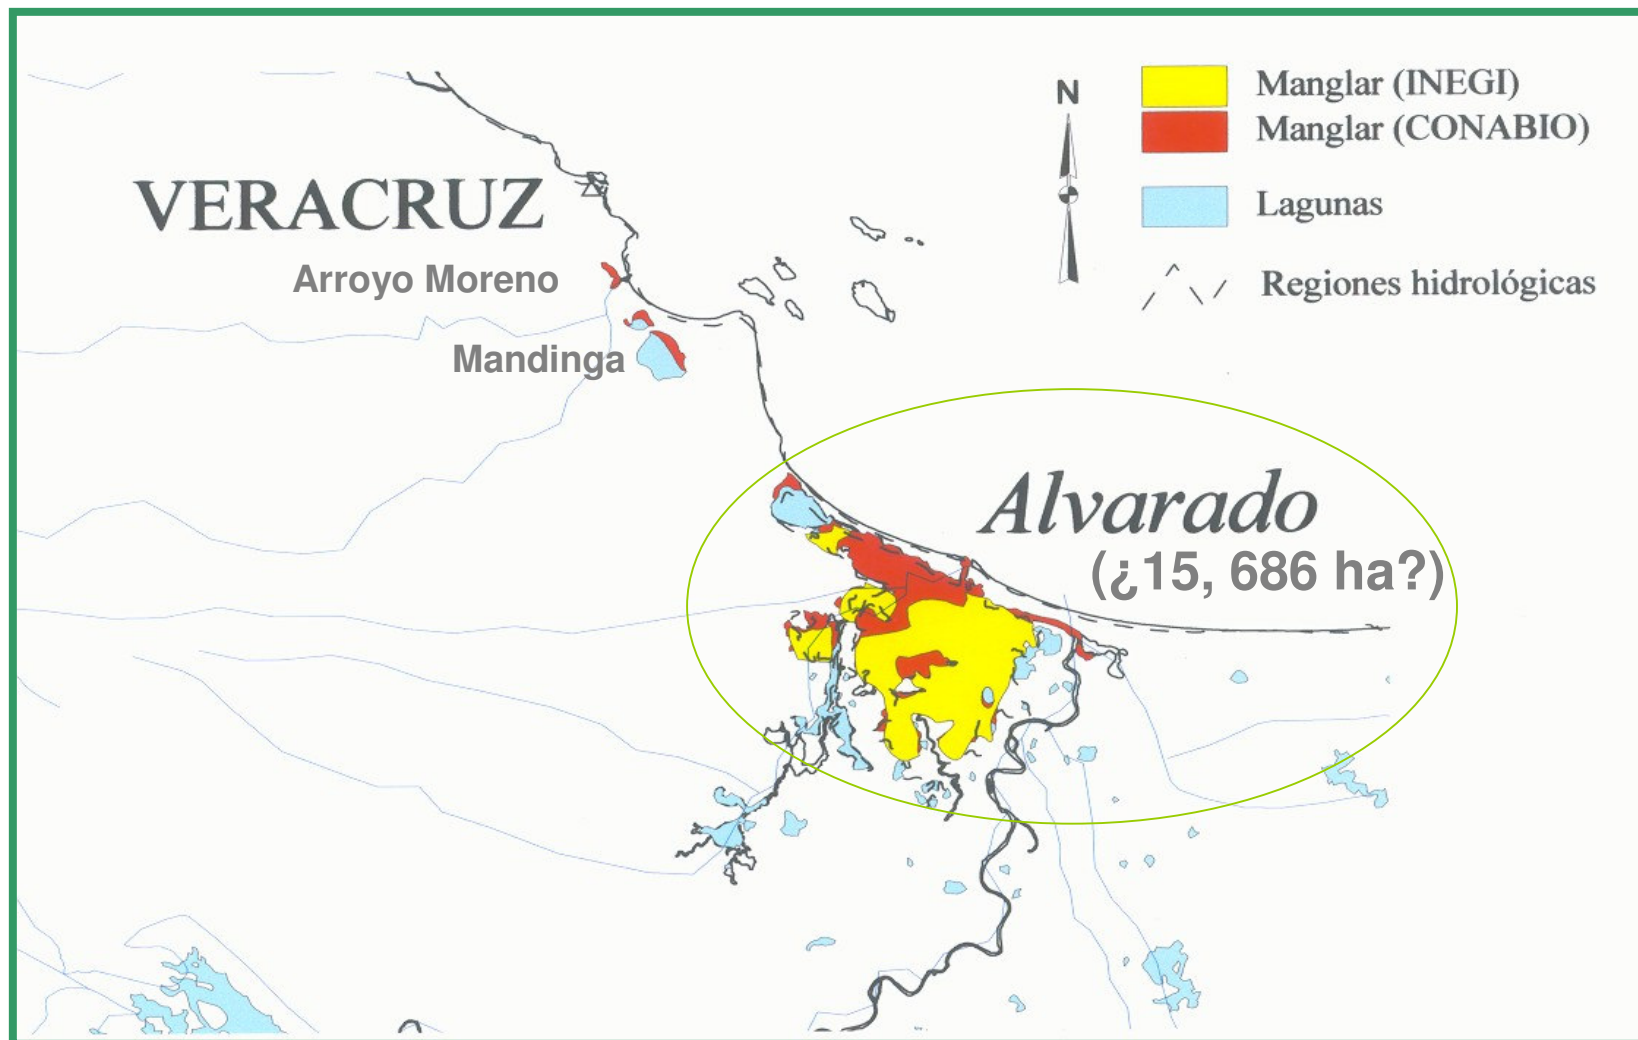 N
Manglar (INEGI)
Manglar (CONABIO)
Lagunas
Regiones hidrológicas
VERACRUZ
Arroyo Moreno
Mandinga
Alvarado
(¿15, 686 ha?)